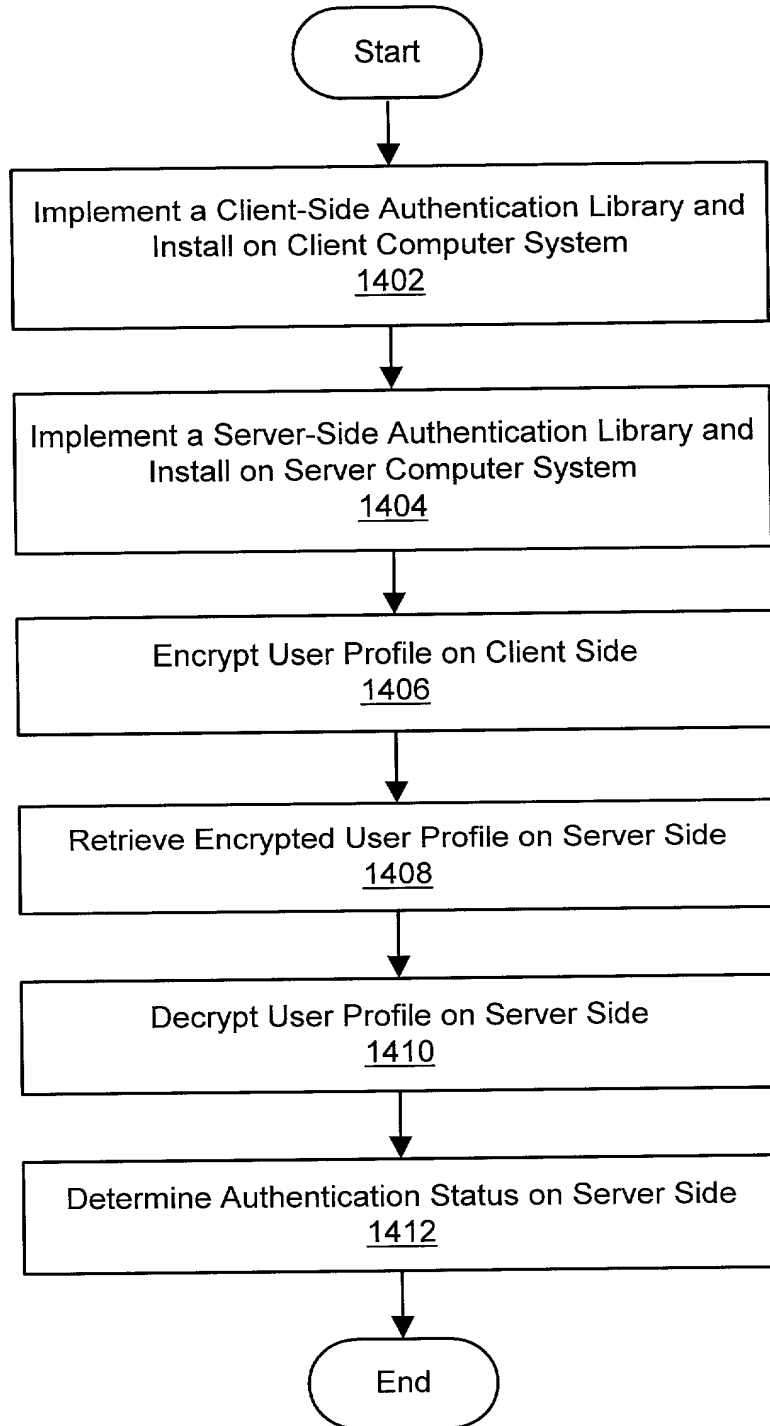 Start
Implement a Client-Side Authentication Library and
Install on Client Computer System
1402
Implement a Server-Side Authentication Library and
Install on Server Computer System
1404
Encrypt User Profile on Client Side
1406
Retrieve Encrypted User Profile on Server Side
1408
Decrypt User Profile on Server Side
1410
Determine Authentication Status on Server Side
1412
End